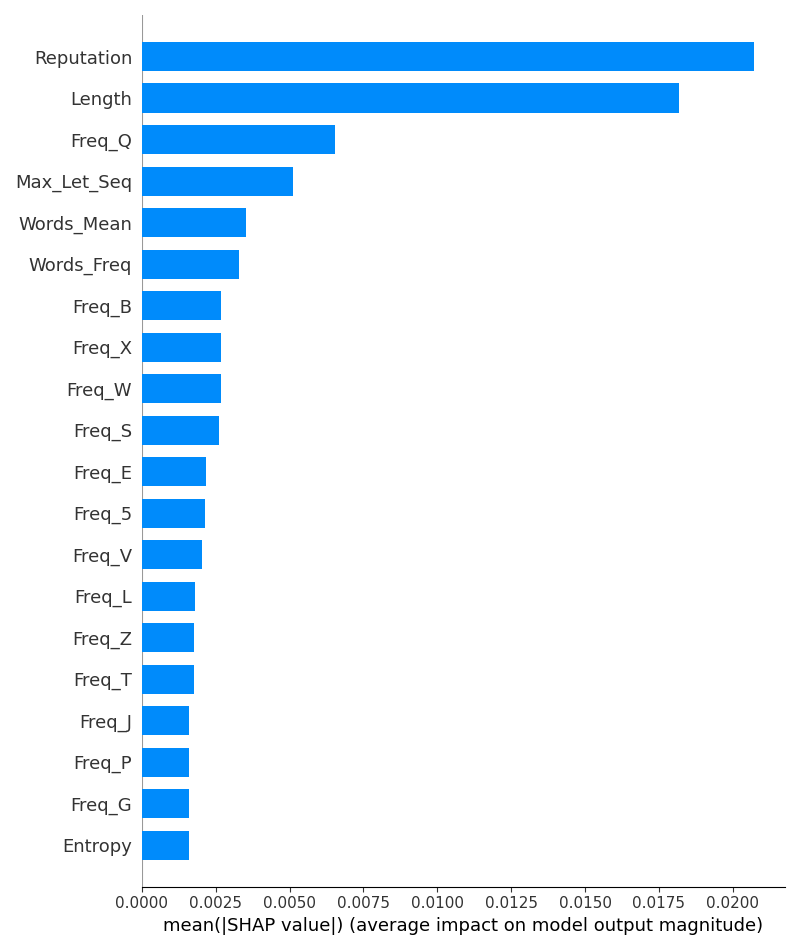 Reputation
Length
Freq_Q
Max_Let_Seq
Words_Mean
Words_Freq
Freq_B
Freq_X
Freq_W
Freq_S
Freq_E
Freq_5
Freq_V
Freq_L
Freq_Z
Freq_T
Freq_J
Freq_P
Freq_G
Entropy
0.0000 0.0025 0.0050 0.0075 0.0100 0.0125 0.0150 0.0175 0.0200
mean(|SHAP value|) (average impact on model output magnitude)